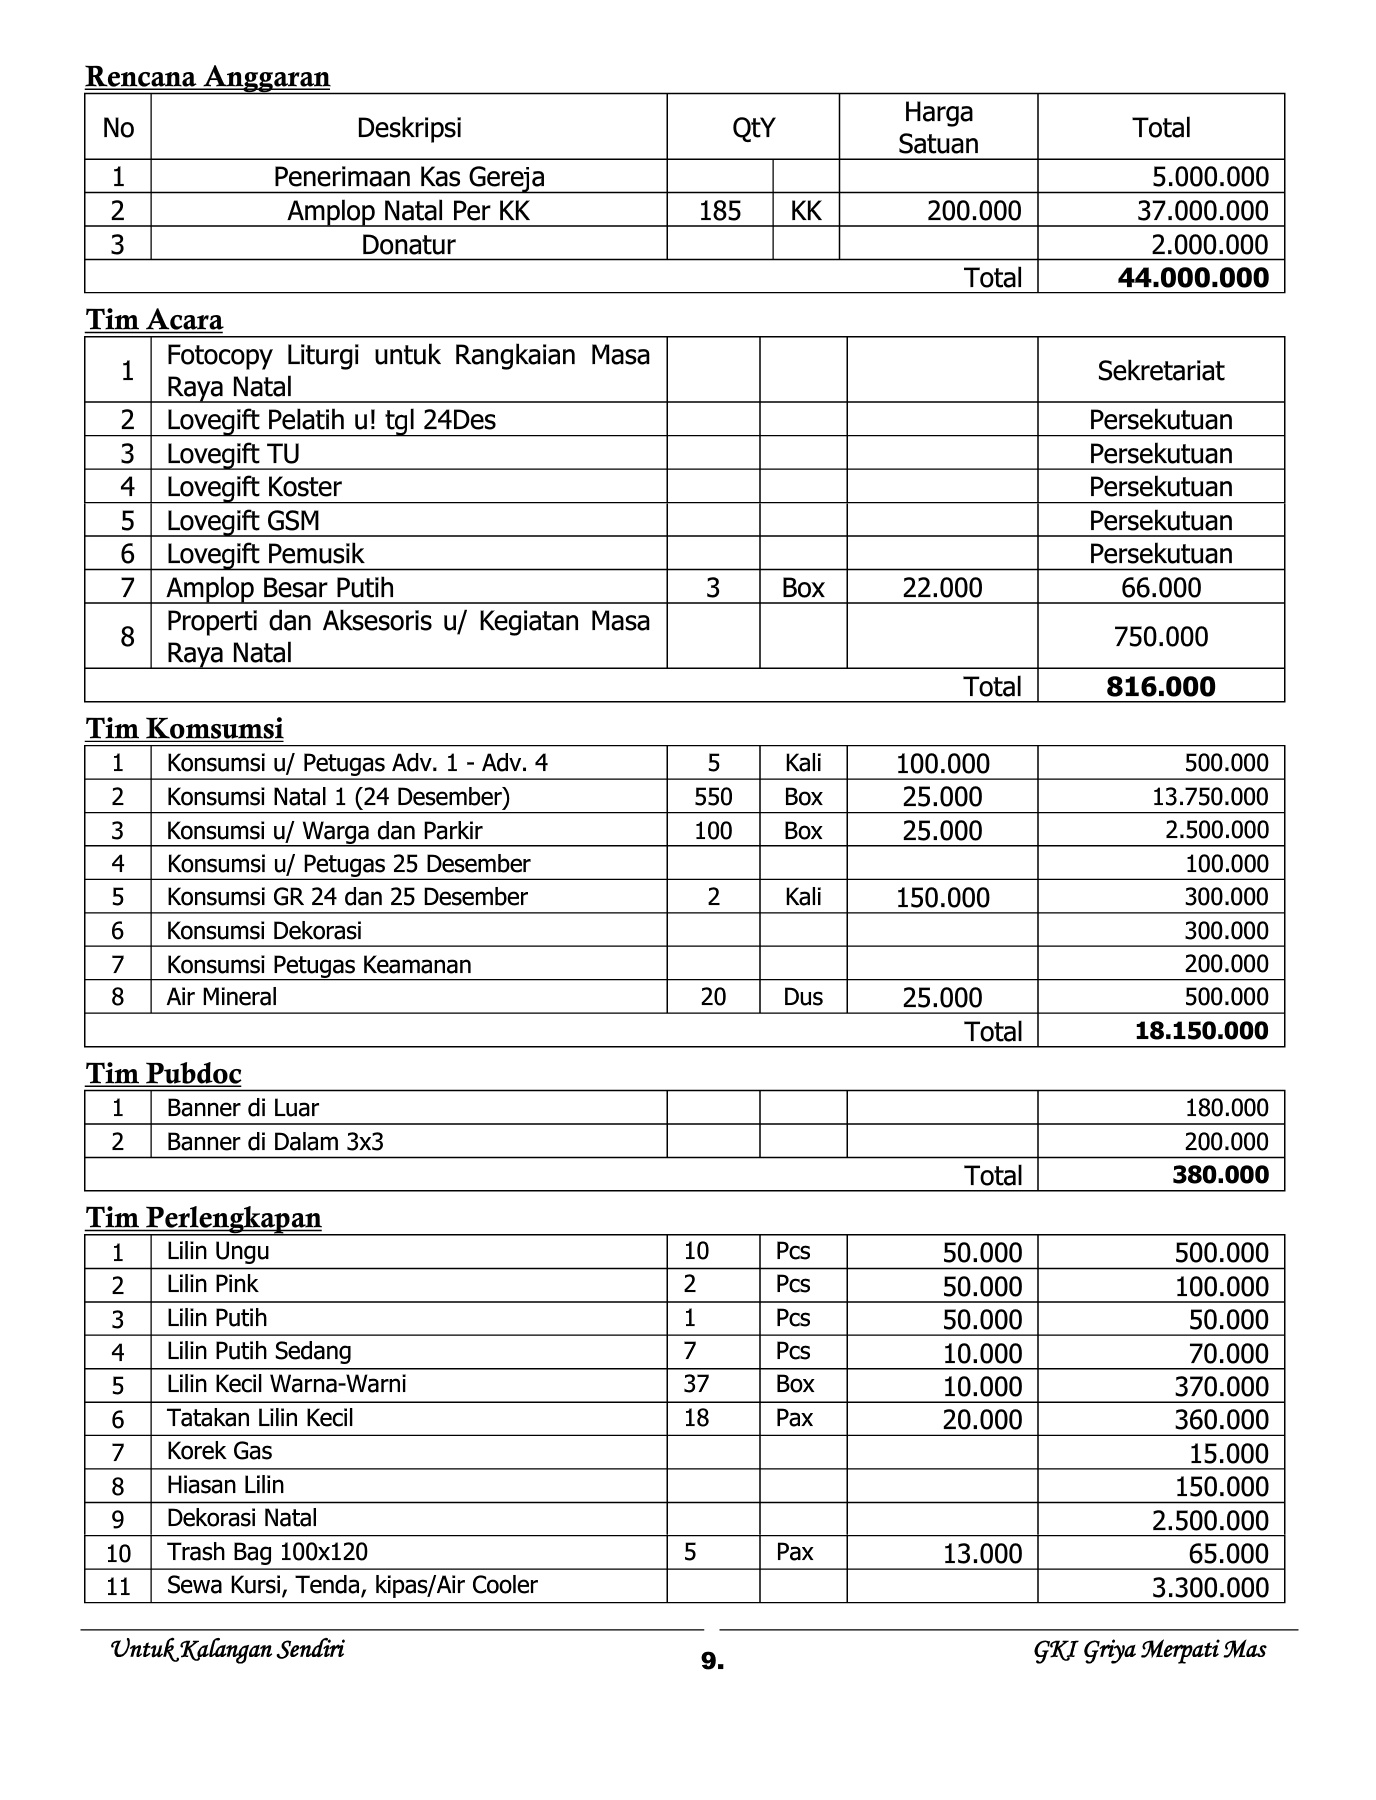 Rencana Anggaran
No Deskripsi QtY Harga Satuan Total
1 Penerimaan Kas Gereja 5.000.000
2 Amplop Natal Per KK 185 KK 200.000 37.000.000
3 Donatur 2.000.000
Total 44.000.000
Tim Acara
1 Fotocopy Liturgi untuk Rangkaian Masa Raya Natal Sekretariat
2 Lovegift Pelatih u! tgl 24Des Persekutuan
3 Lovegift TU Persekutuan
4 Lovegift Koster Persekutuan
5 Lovegift GSM Persekutuan
6 Lovegift Pemusik Persekutuan
7 Amplop Besar Putih 3 Box 22.000 66.000
8 Properti dan Aksesoris u/ Kegiatan Masa Raya Natal 750.000
Total 816.000
Tim Komsumsi
1 Konsumsi u/ Petugas Adv. 1 - Adv. 4 5 Kali 100.000 500.000
2 Konsumsi Natal 1 (24 Desember) 550 Box 25.000 13.750.000
3 Konsumsi u/ Warga dan Parkir 100 Box 25.000 2.500.000
4 Konsumsi u/ Petugas 25 Desember 100.000
5 Konsumsi GR 24 dan 25 Desember 2 Kali 150.000 300.000
6 Konsumsi Dekorasi 300.000
7 Konsumsi Petugas Keamanan 200.000
8 Air Mineral 20 Dus 25.000 500.000
Total 18.150.000
Tim Pubdoc
1 Banner di Luar 180.000
2 Banner di Dalam 3x3 200.000
Total 380.000
Tim Perlengkapan
1 Lilin Ungu 10 Pcs 50.000 500.000
2 Lilin Pink 2 Pcs 50.000 100.000
3 Lilin Putih 1 Pcs 50.000 50.000
4 Lilin Putih Sedang 7 Pcs 10.000 70.000
5 Lilin Kecil Warna-Warni 37 Box 10.000 370.000
6 Tatakan Lilin Kecil 18 Pax 20.000 360.000
7 Korek Gas 15.000
8 Hiasan Lilin 150.000
9 Dekorasi Natal 2.500.000
10 Trash Bag 100x120 5 Pax 13.000 65.000
11 Sewa Kursi, Tenda, kipas/Air Cooler 3.300.000
Untuk Kalangan Sendiri 9. GKI Griya Merpati Mas